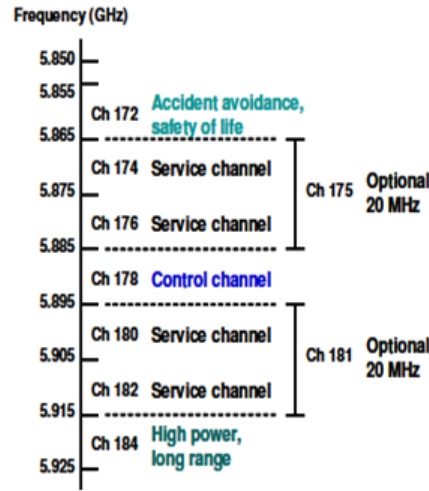 Frequency (GHz)
5.850
5.855
Ch 172 Accident avoidance,
safety of life
5.865
Ch 174 Service channel
Ch 175 Optional
20 MHz
5.875
Ch 176 Service channel
5.885
Ch 178 Control channel
5.895
Ch 180 Service channel
Ch 181 Optional
20 MHz
5.905
Ch 182 Service channel
5.915
Ch 184 High power,
long range
5.925